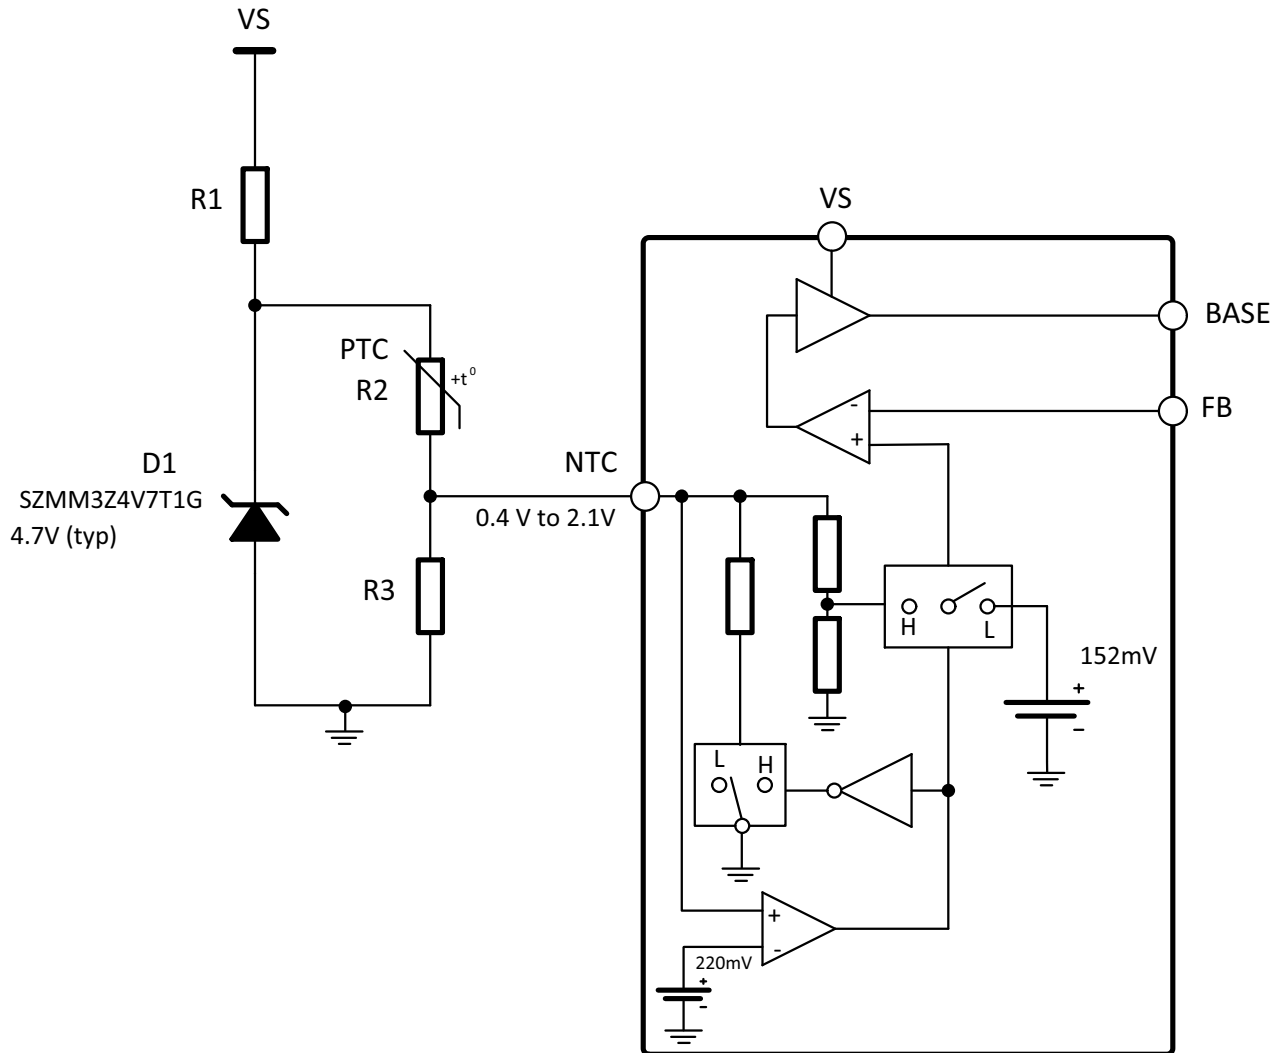 VS
R1
PTC
R2
+t⁰
D1
SZMM3Z4V7T1G
4.7V (typ)
R3
NTC
0.4 V to 2.1V
VS
BASE
FB
-
+
H
L
152mV
+
-
L
H
+
-
220mV
+
-